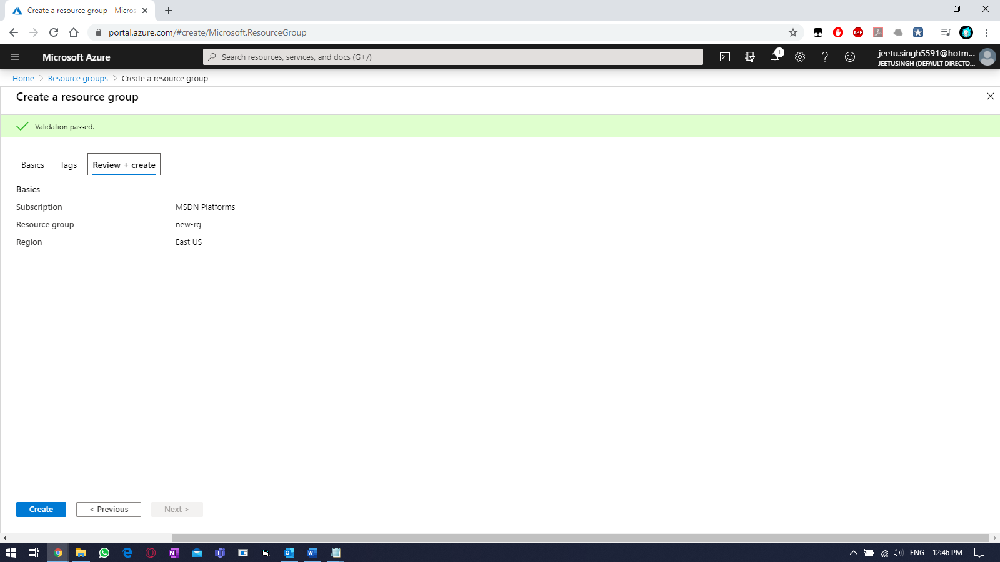 Create a resource group - Micros
portal.azure.com/#create/Microsoft.ResourceGroup
ABP
Microsoft Azure
Search resources, services, and docs (G+/)
1
jeetu.singh5591@hotm...
JEETUSINGH (DEFAULT DIRECTO...
Home > Resource groups > Create a resource group
Create a resource group
Validation passed.
Basics Tags Review + create
Basics
Subscription MSDN Platforms
Resource group new-rg
Region East US
Create < Previous Next >
ENG 12:46 PM